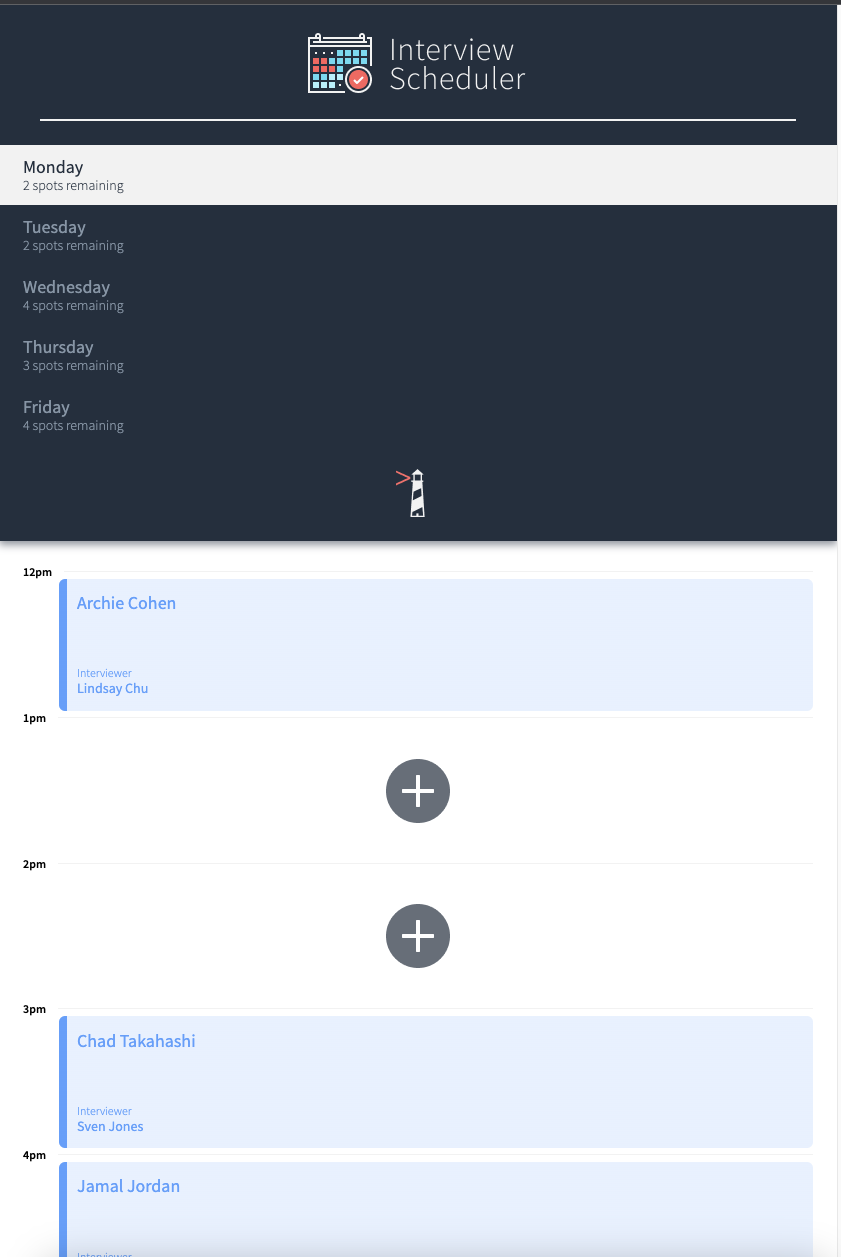 Interview
Scheduler
Monday
2 spots remaining
Tuesday
2 spots remaining
Wednesday
4 spots remaining
Thursday
3 spots remaining
Friday
4 spots remaining
12pm
Archie Cohen
Interviewer
Lindsay Chu
1pm
2pm
3pm
Chad Takahashi
Interviewer
Sven Jones
4pm
Jamal Jordan
Interviewer